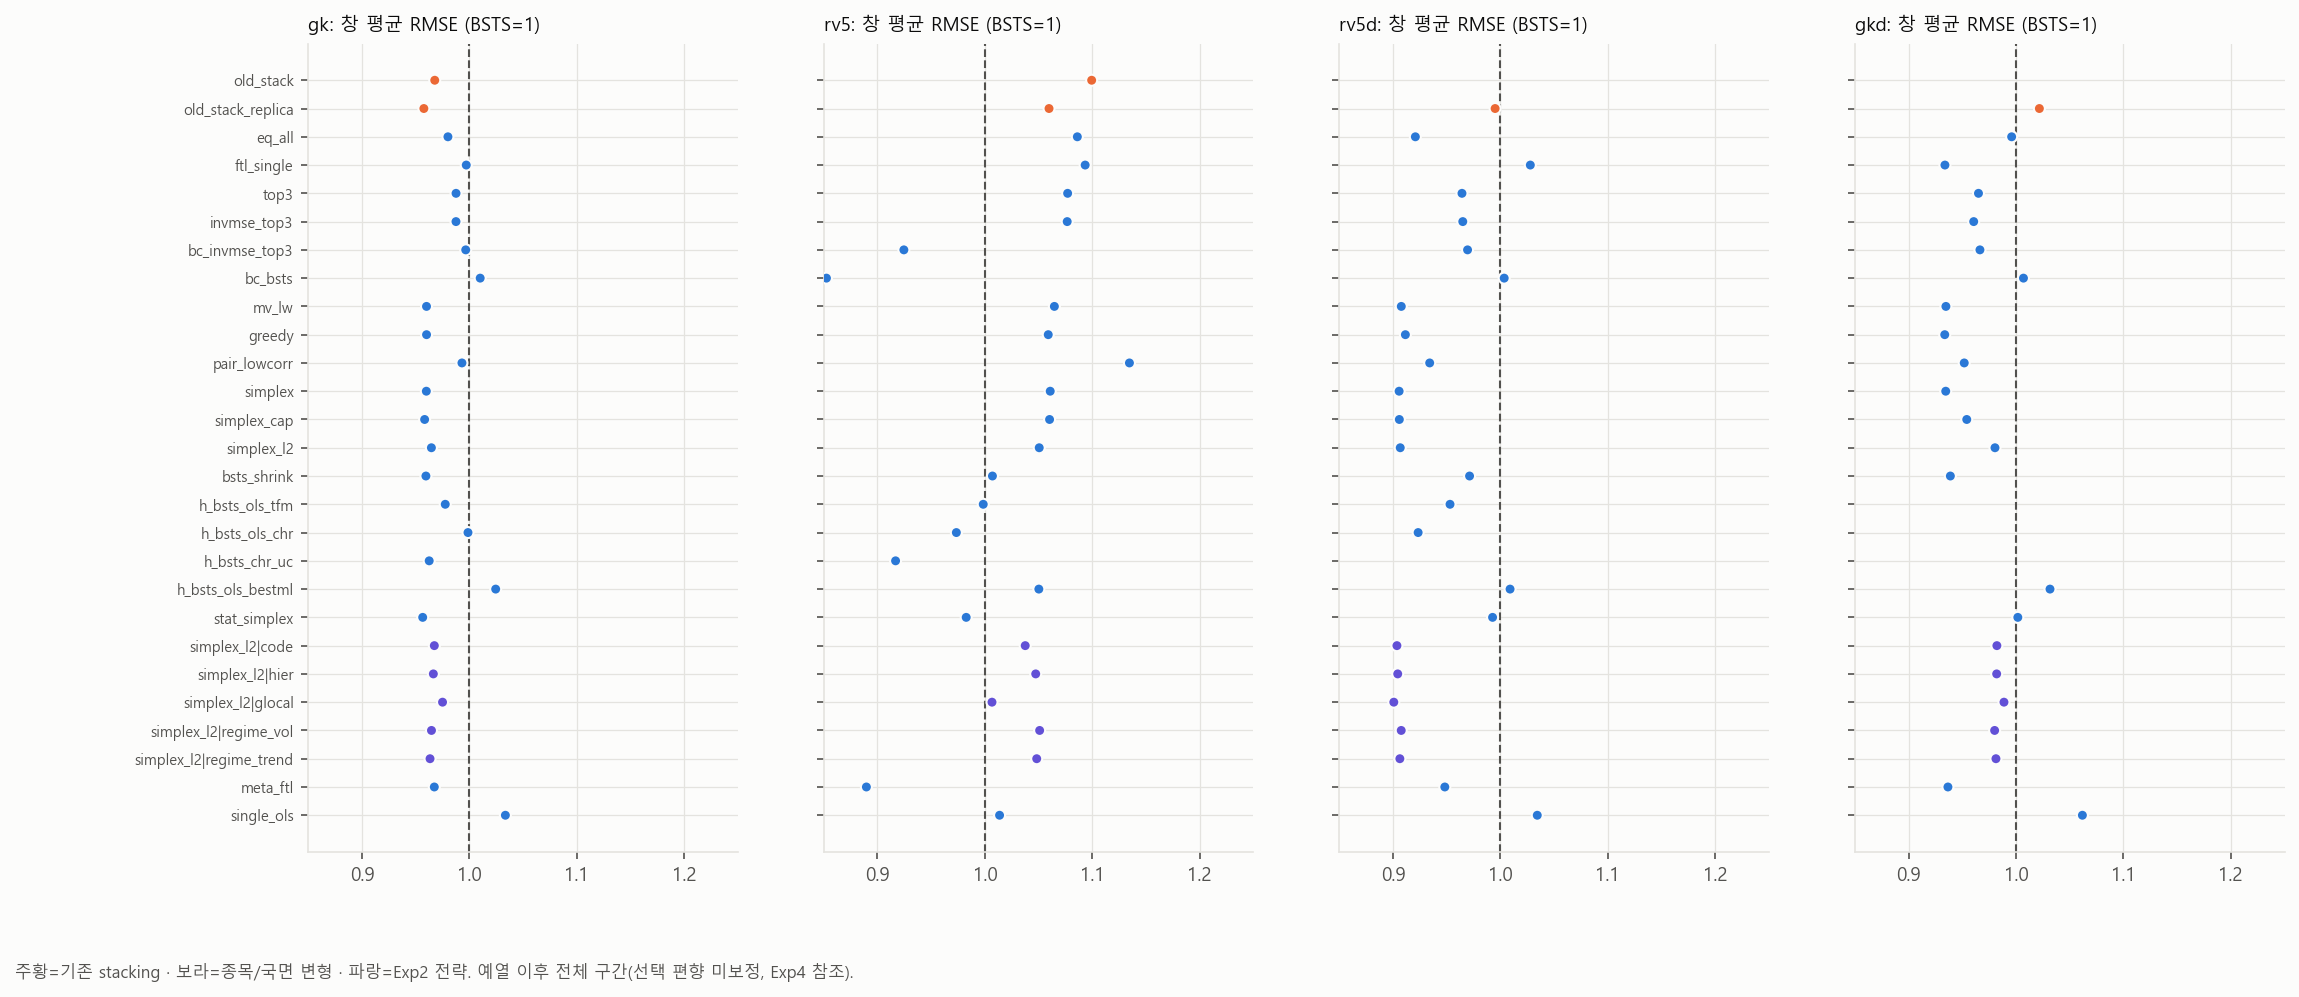 gk: 창 평균 RMSE (BSTS=1)
rv5: 창 평균 RMSE (BSTS=1)
rv5d: 창 평균 RMSE (BSTS=1)
gkd: 창 평균 RMSE (BSTS=1)
old_stack
old_stack_replica
eq_all
ftl_single
top3
invmse_top3
bc_invmse_top3
bc_bsts
mv_lw
greedy
pair_lowcorr
simplex
simplex_cap
simplex_l2
bsts_shrink
h_bsts_ols_tfm
h_bsts_ols_chr
h_bsts_chr_uc
h_bsts_ols_bestml
stat_simplex
simplex_l2|code
simplex_l2|hier
simplex_l2|glocal
simplex_l2|regime_vol
simplex_l2|regime_trend
meta_ftl
single_ols
0.9 1.0 1.1 1.2
0.9 1.0 1.1 1.2
0.9 1.0 1.1 1.2
0.9 1.0 1.1 1.2
주황=기존 stacking · 보라=종목/국면 변형 · 파랑=Exp2 전략. 예열 이후 전체 구간(선택 편향 미보정, Exp4 참조).